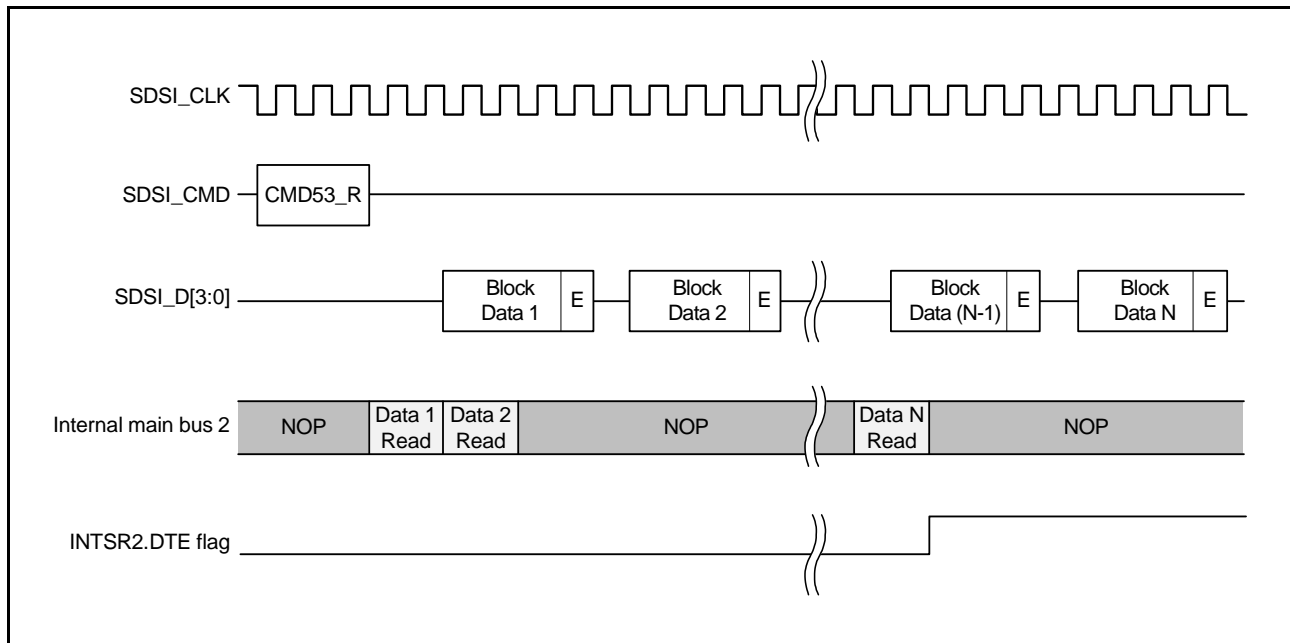 SDSI_CLK
SDSI_CMD
CMD53_R
SDSI_D[3:0]
Block
Data 1
E
Block
Data 2
E
Block
Data (N-1)
E
Block
Data N
E
Internal main bus 2
NOP
Data 1
Read
Data 2
Read
NOP
Data N
Read
NOP
INTSR2.DTE flag